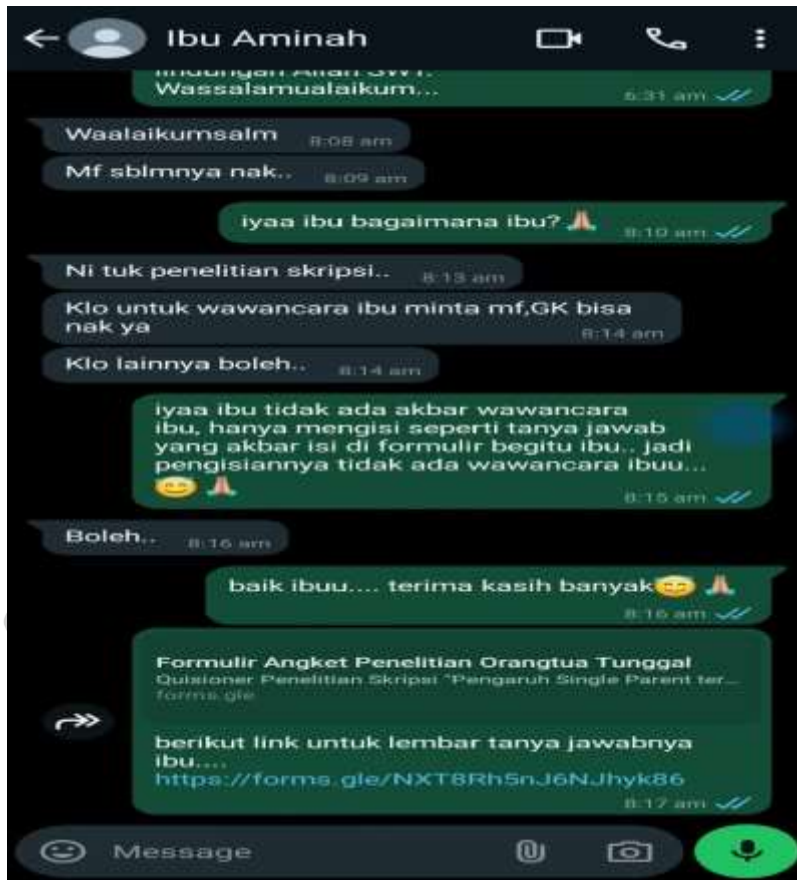 Ibu Aminah
lindungan Allah SWT.
Wassalamualaikum...
6:31 am
Waalaikumsalm
8:08 am
Mf sblmnya nak..
8:09 am
iyaa ibu bagaimana ibu?
8:10 am
Ni tuk penelitian skripsi..
8:13 am
Klo untuk wawancara ibu minta mf,GK bisa
nak ya
8:14 am
Klo lainnya boleh..
8:14 am
iyaa ibu tidak ada akbar wawancara
ibu, hanya mengisi seperti tanya jawab
yang akbar isi di formulir begitu ibu.. jadi
pengisiannya tidak ada wawancara ibuu...
8:15 am
Boleh..
8:16 am
baik ibuu.... terima kasih banyak
8:16 am
Formulir Angket Penelitian Orangtua Tunggal
Quisioner Penelitian Skripsi "Pengaruh Single Parent ter...
forms.gle
berikut link untuk lembar tanya jawabnya
ibu....
https://forms.gle/NXT8Rh5nJ6NJhyk86
8:17 am
Message